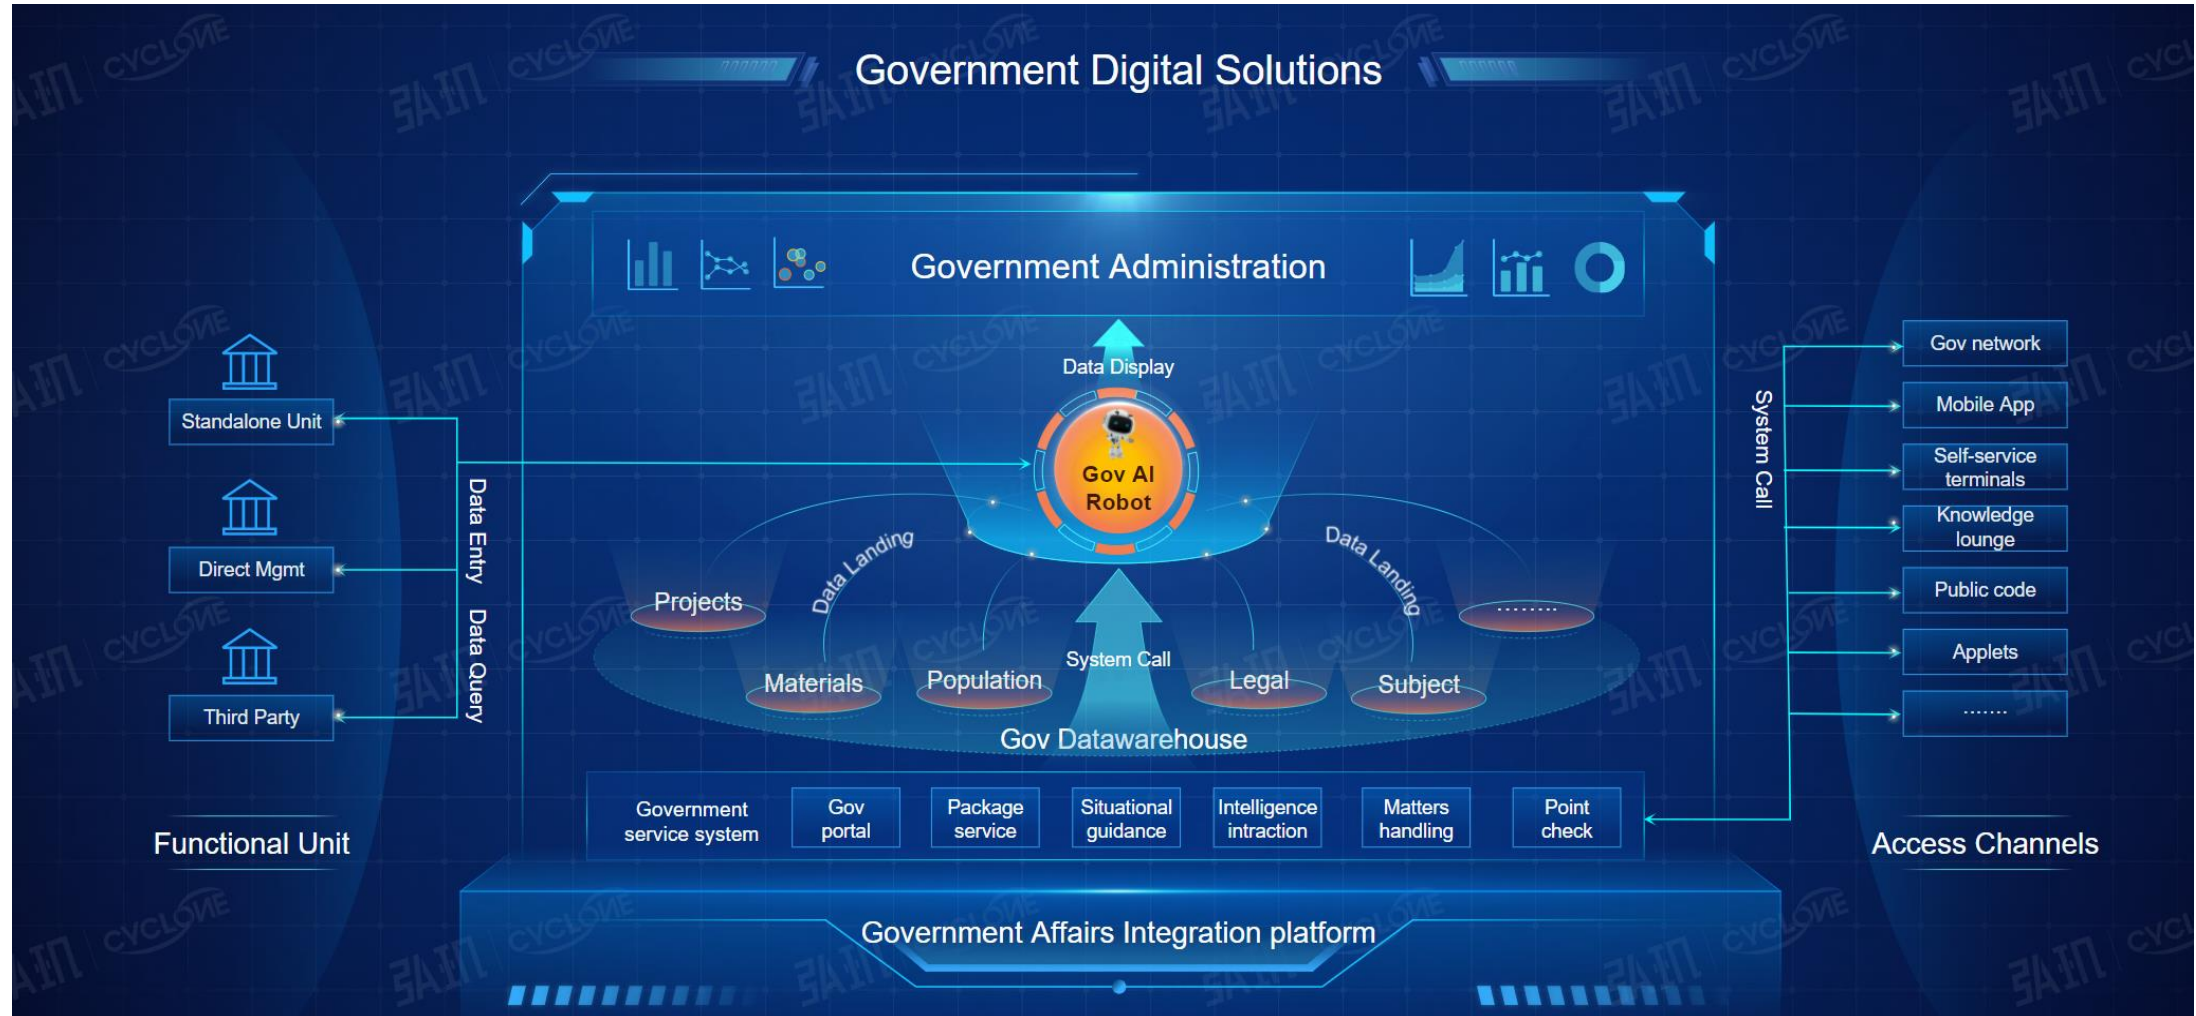 Government Digital Solutions
Government Administration
Data Display
Gov AI
Robot
Standalone Unit
Direct Mgmt
Third Party
Data Entry
Data Query
Functional Unit
Data Landing
Data Landing
Projects
Materials
Population
System Call
Legal
Subject
........
Gov Datawarehouse
Government
service system
Gov
portal
Package
service
Situational
guidance
Intelligence
intraction
Matters
handling
Point
check
Government Affairs Integration platform
System Call
Gov network
Mobile App
Self-service
terminals
Knowledge
lounge
Public code
Applets
.......
Access Channels
CYCLONE